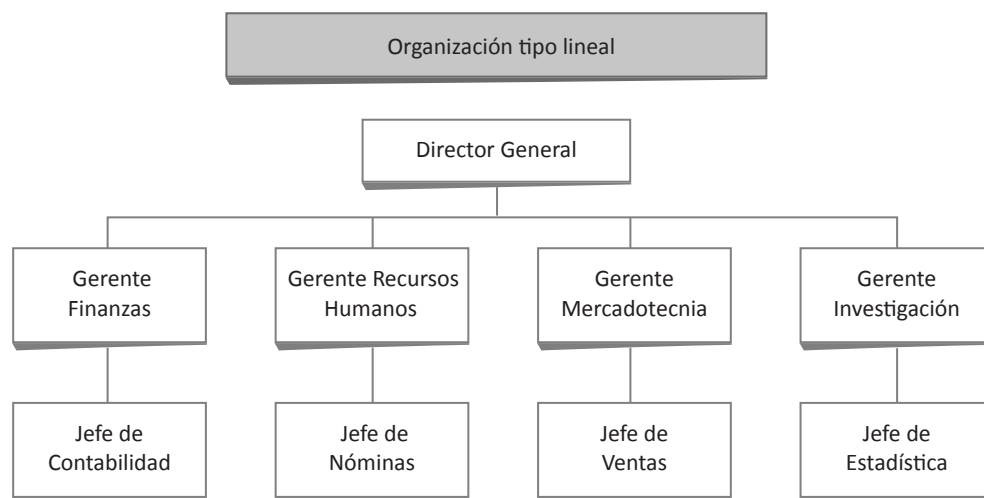 Organización tipo lineal
Director General
Gerente
Finanzas
Gerente Recursos
Humanos
Gerente
Mercadotecnia
Gerente
Investigación
Jefe de
Contabilidad
Jefe de
Nóminas
Jefe de
Ventas
Jefe de
Estadística